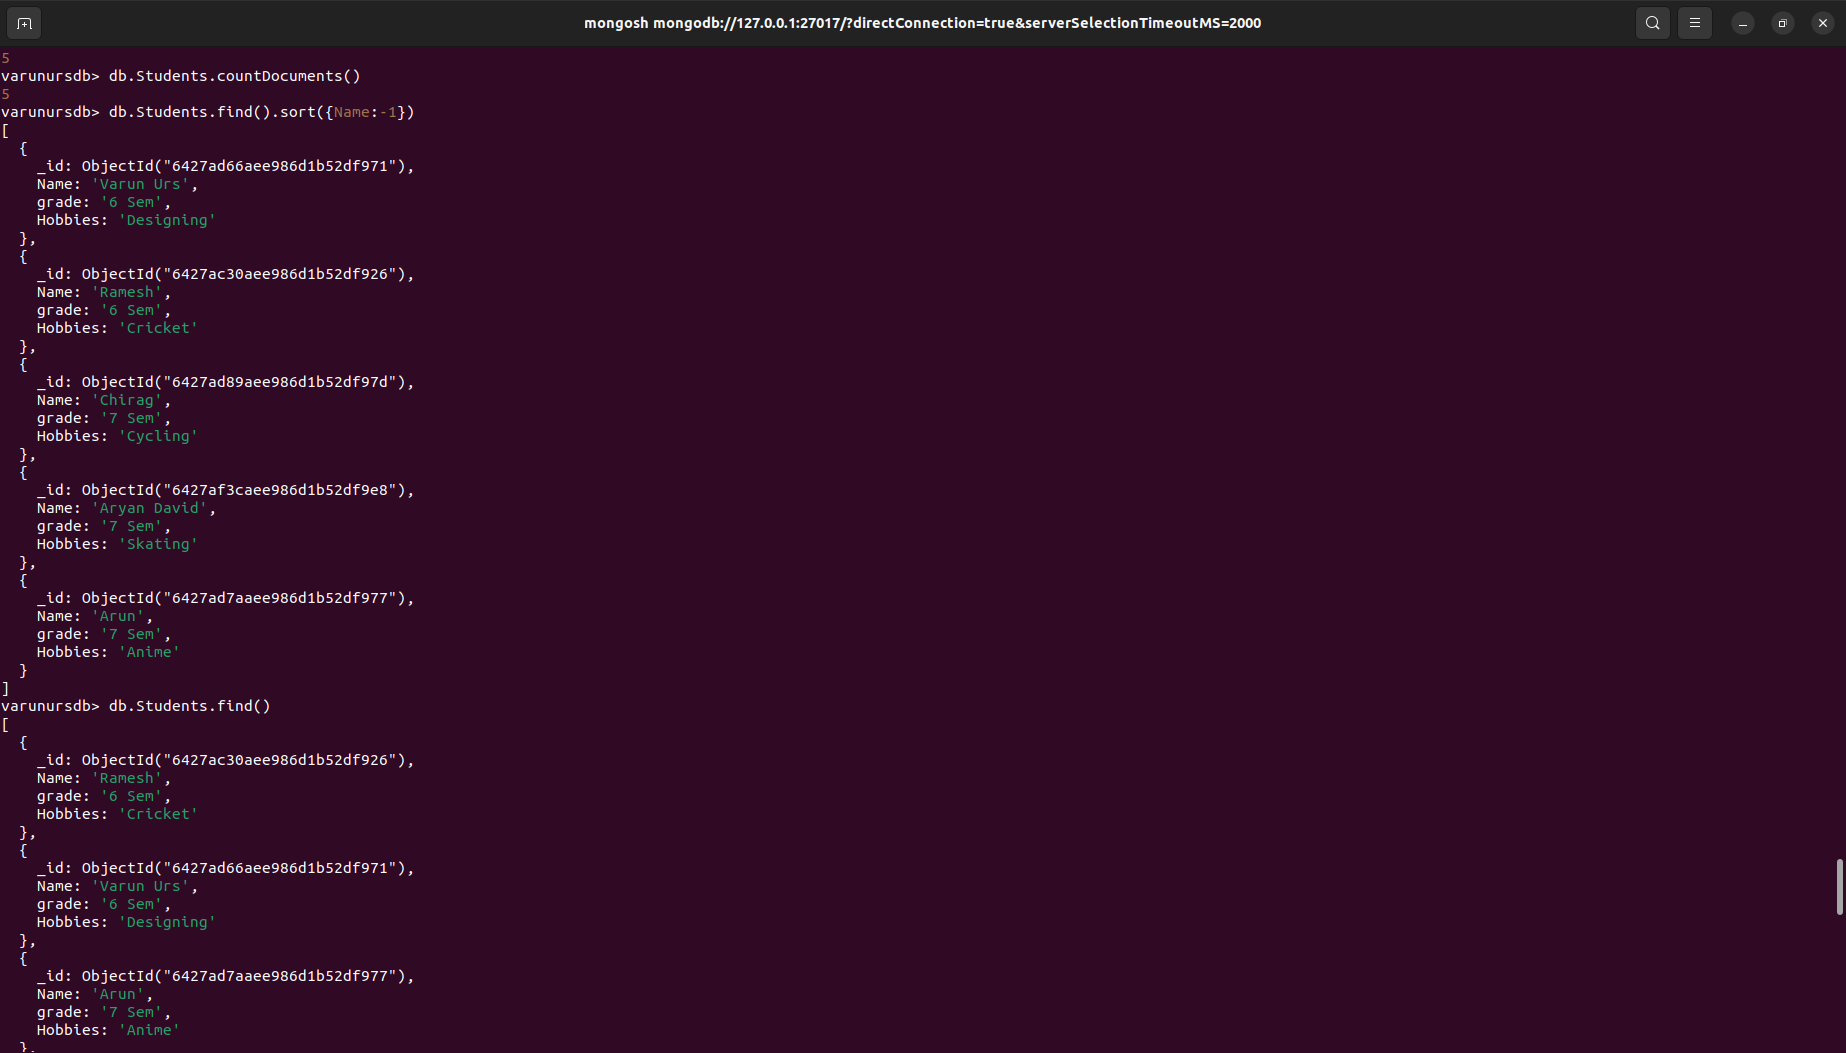 mongosh mongodb://127.0.0.1:27017/?directConnection=true&serverSelectionTimeoutMS=2000
5
varunursdb> db.Students.countDocuments()
5
varunursdb> db.Students.find().sort({Name:-1})
[
  {
    _id: ObjectId("6427ad66aee986d1b52df971"),
    Name: 'Varun Urs',
    grade: '6 Sem',
    Hobbies: 'Designing'
  },
  {
    _id: ObjectId("6427ac30aee986d1b52df926"),
    Name: 'Ramesh',
    grade: '6 Sem',
    Hobbies: 'Cricket'
  },
  {
    _id: ObjectId("6427ad89aee986d1b52df97d"),
    Name: 'Chirag',
    grade: '7 Sem',
    Hobbies: 'Cycling'
  },
  {
    _id: ObjectId("6427af3caee986d1b52df9e8"),
    Name: 'Aryan David',
    grade: '7 Sem',
    Hobbies: 'Skating'
  },
  {
    _id: ObjectId("6427ad7aaee986d1b52df977"),
    Name: 'Arun',
    grade: '7 Sem',
    Hobbies: 'Anime'
  }
]
varunursdb> db.Students.find()
[
  {
    _id: ObjectId("6427ac30aee986d1b52df926"),
    Name: 'Ramesh',
    grade: '6 Sem',
    Hobbies: 'Cricket'
  },
  {
    _id: ObjectId("6427ad66aee986d1b52df971"),
    Name: 'Varun Urs',
    grade: '6 Sem',
    Hobbies: 'Designing'
  },
  {
    _id: ObjectId("6427ad7aaee986d1b52df977"),
    Name: 'Arun',
    grade: '7 Sem',
    Hobbies: 'Anime'
  },